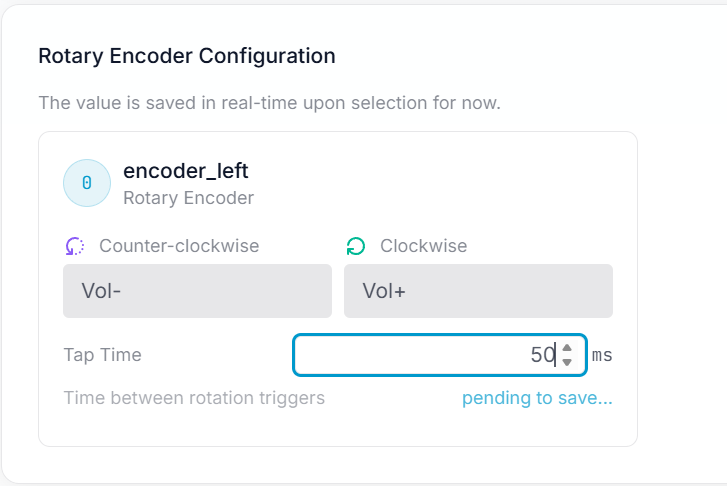 Rotary Encoder Configuration
The value is saved in real-time upon selection for now.
0
encoder_left
Rotary Encoder
Counter-clockwise
Clockwise
Vol-
Vol+
Tap Time
50
ms
Time between rotation triggers
pending to save...